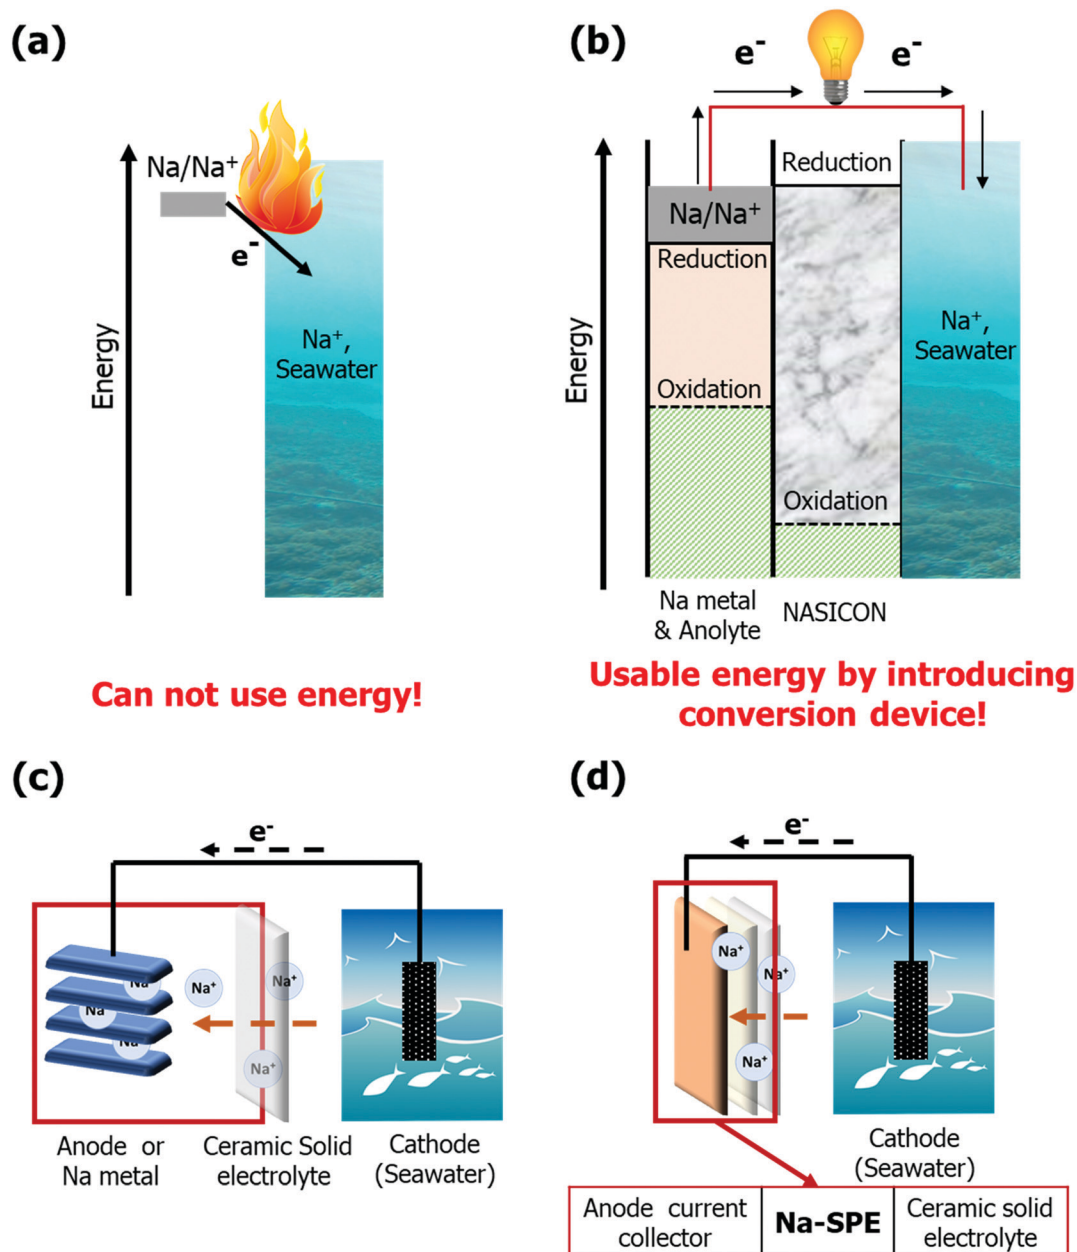 (a)
Na/Na⁺
e⁻
Energy
Na⁺,
Seawater
Can not use energy!
(b)
e⁻
e⁻
Energy
Na/Na⁺
Reduction
Oxidation
Reduction
Oxidation
Na⁺,
Seawater
Na metal
& Anolyte
NASICON
Usable energy by introducing
conversion device!
(c)
e⁻
Na
Na
Na
Na⁺
Na⁺
Na⁺
Anode or
Na metal
Ceramic Solid
electrolyte
Cathode
(Seawater)
(d)
e⁻
Na⁺
Na⁺
Na⁺
Cathode
(Seawater)
Anode current
collector
Na-SPE
Ceramic solid
electrolyte